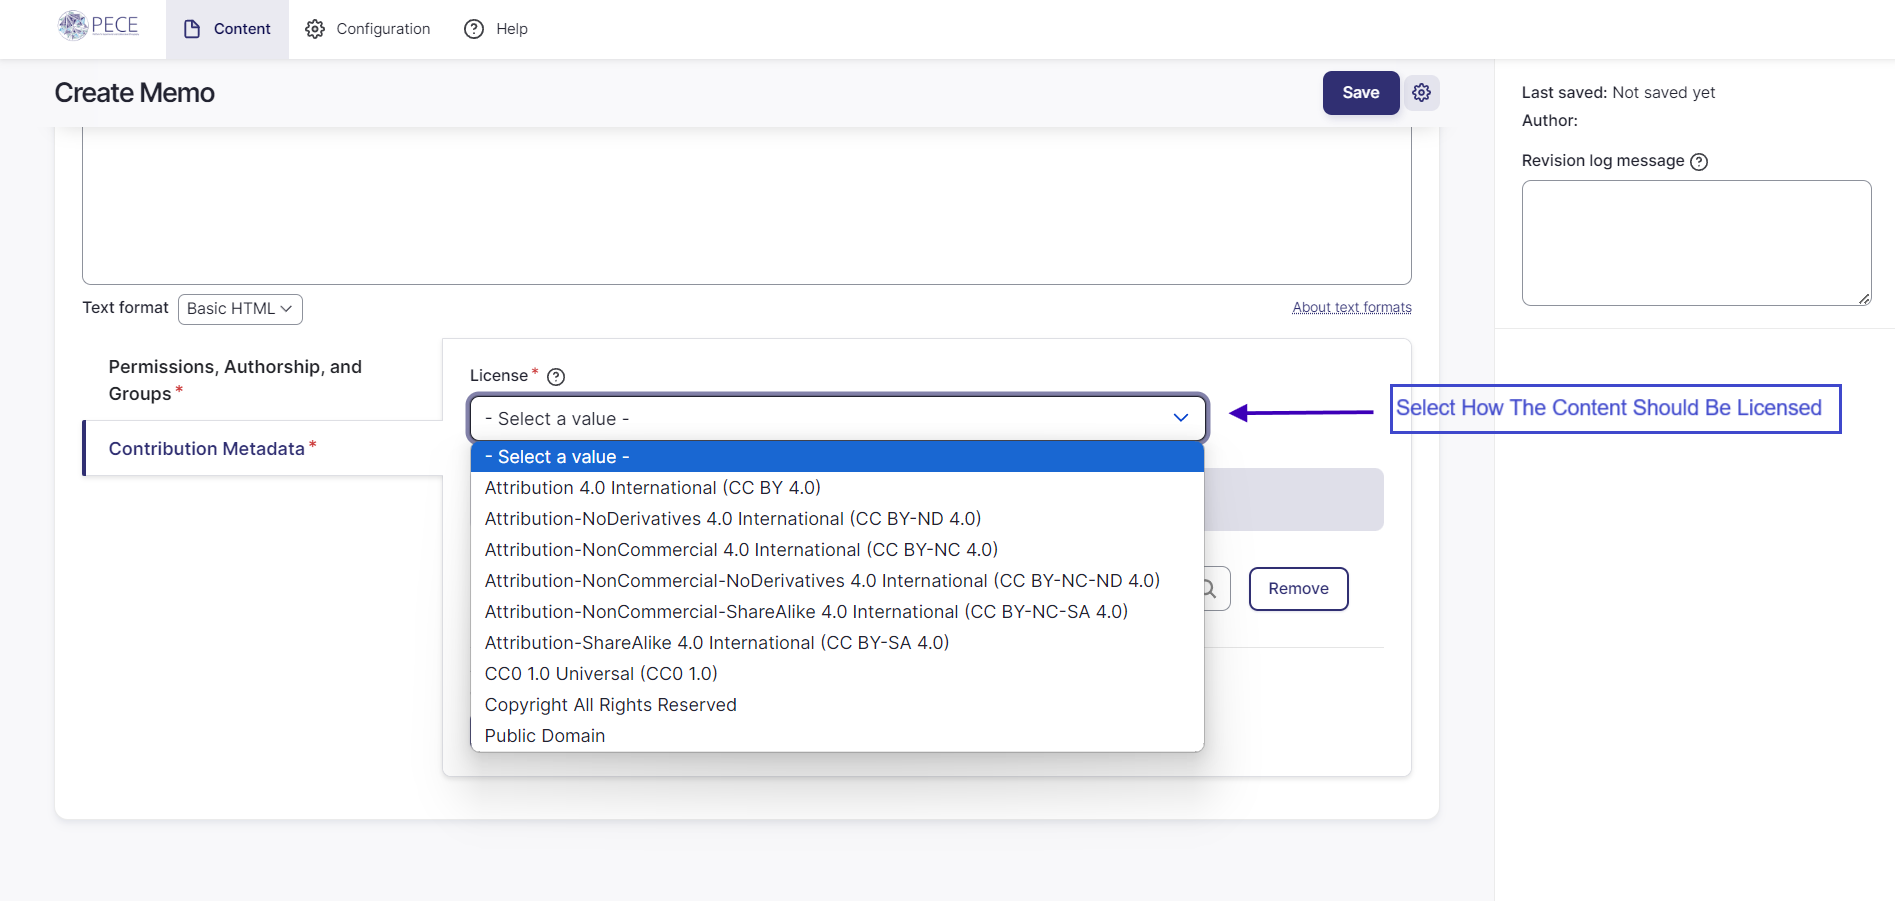 PECE
Content
Configuration
Help
Create Memo
Save
Last saved: Not saved yet
Author:
Revision log message
Text format
Basic HTML
About text formats
Permissions, Authorship, and
Groups*
Contribution Metadata*
License*
- Select a value -
Select How The Content Should Be Licensed
- Select a value -
Attribution 4.0 International (CC BY 4.0)
Attribution-NoDerivatives 4.0 International (CC BY-ND 4.0)
Attribution-NonCommercial 4.0 International (CC BY-NC 4.0)
Attribution-NonCommercial-NoDerivatives 4.0 International (CC BY-NC-ND 4.0)
Attribution-NonCommercial-ShareAlike 4.0 International (CC BY-NC-SA 4.0)
Attribution-ShareAlike 4.0 International (CC BY-SA 4.0)
CC0 1.0 Universal (CC0 1.0)
Copyright All Rights Reserved
Public Domain
Remove